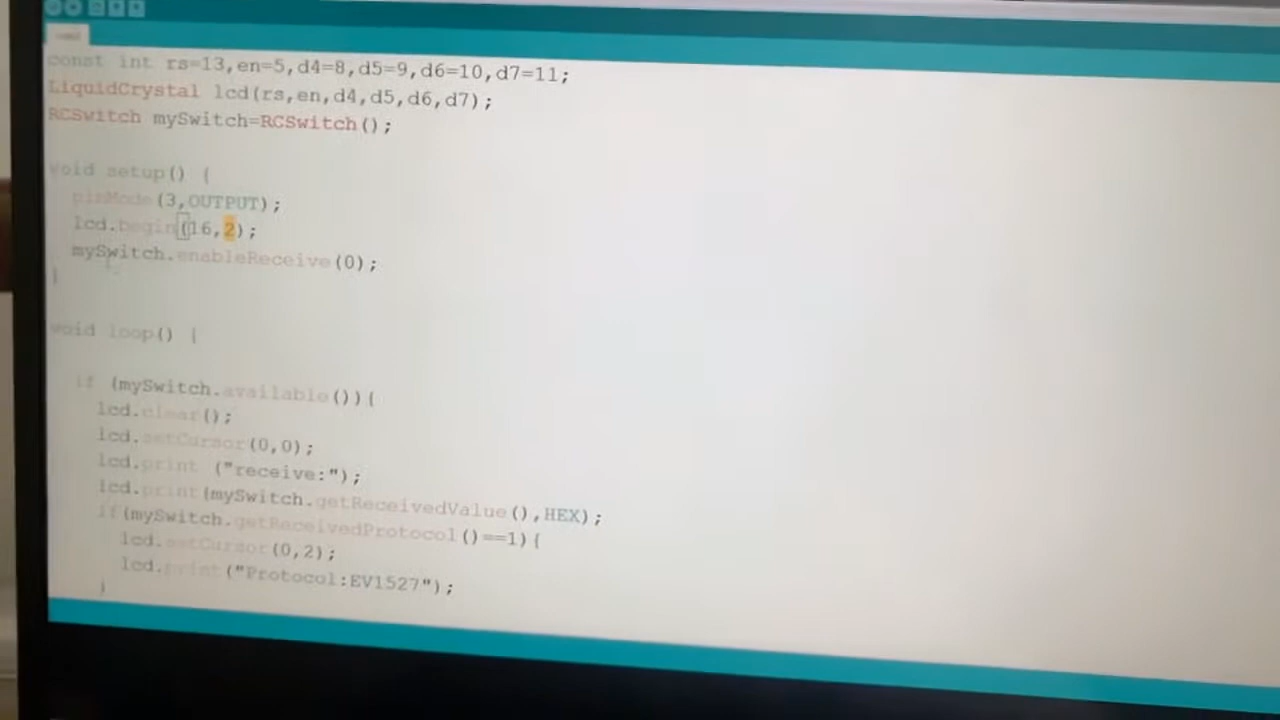 const int rs=13,en=5,d4=8,d5=9,d6=10,d7=11;
LiquidCrystal lcd(rs,en,d4,d5,d6,d7);
RCSwitch mySwitch=RCSwitch();
void setup() {
pinMode(3,OUTPUT);
lcd.begin(16,2);
mySwitch.enableReceive(0);
}
void loop() {
if (mySwitch.available()){
lcd.clear();
lcd.setCursor(0,0);
lcd.print ("receive:");
lcd.print(mySwitch.getReceivedValue(),HEX);
if(mySwitch.getReceivedProtocol()==1){
lcd.setCursor(0,2);
lcd.print("Protocol:EV1527");
}